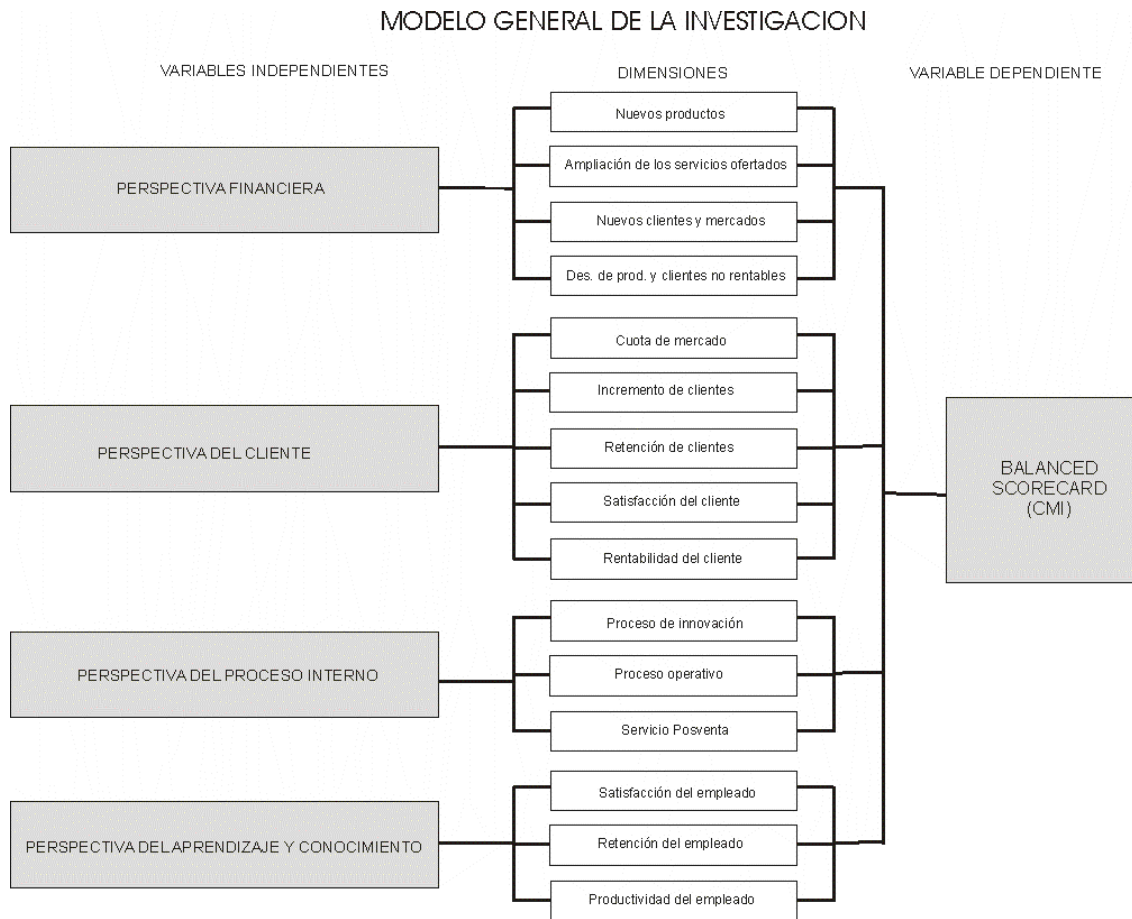 MODELO GENERAL DE LA INVESTIGACION
VARIABLES INDEPENDIENTES
DIMENSIONES
VARIABLE DEPENDIENTE
PERSPECTIVA FINANCIERA
Nuevos productos
Ampliación de los servicios ofertados
Nuevos clientes y mercados
Des. de prod. y clientes no rentables
PERSPECTIVA DEL CLIENTE
Cuota de mercado
Incremento de clientes
Retención de clientes
Satisfacción del cliente
Rentabilidad del cliente
PERSPECTIVA DEL PROCESO INTERNO
Proceso de innovación
Proceso operativo
Servicio Posventa
PERSPECTIVA DEL APRENDIZAJE Y CONOCIMIENTO
Satisfacción del empleado
Retención del empleado
Productividad del empleado
BALANCED
SCORECARD
(CMI)